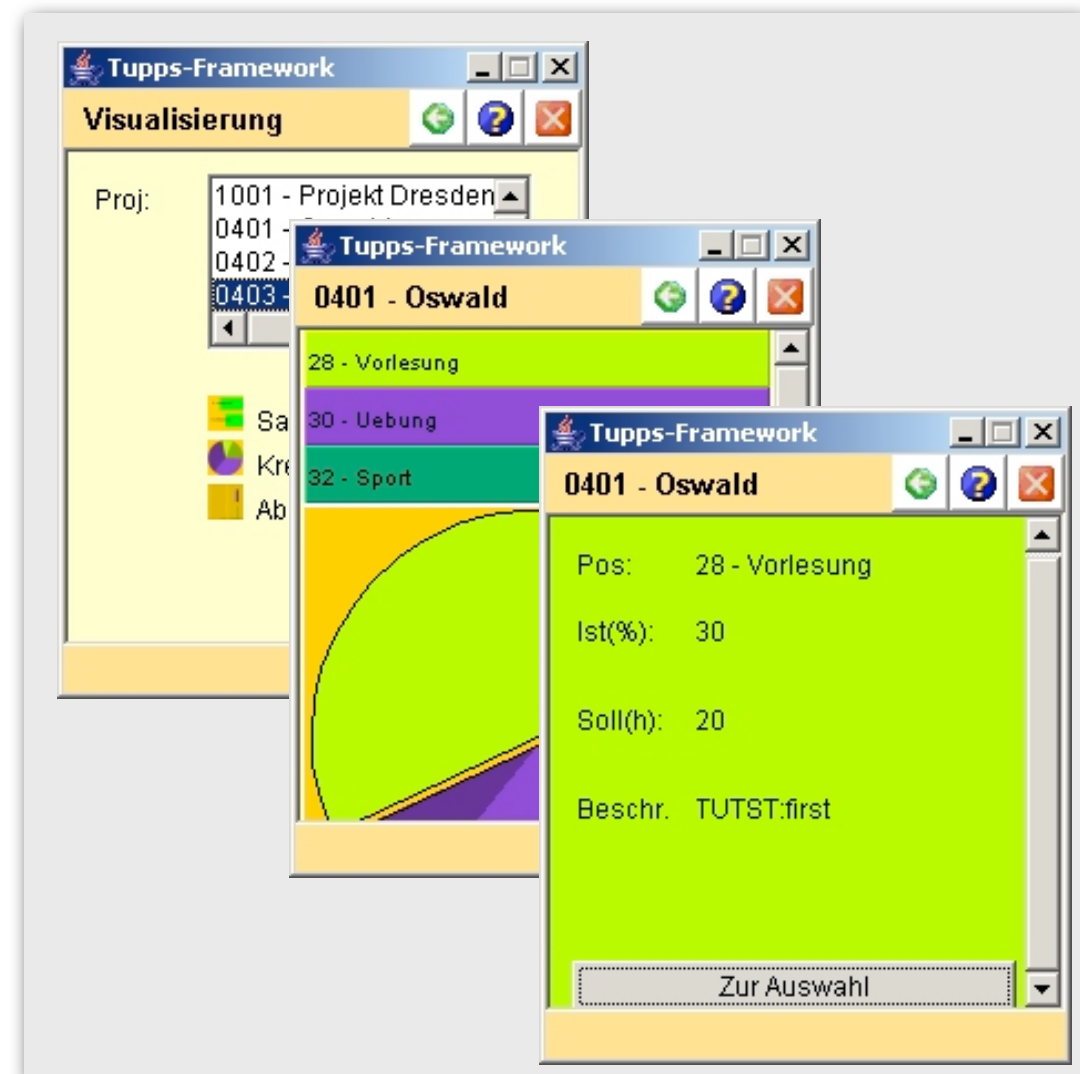 Tupps-Framework
Visualisierung
Proj:
1001 - Projekt Dresden
0401 -
0402 -
0403 -
Sa
Kre
Ab
Tupps-Framework
0401 - Oswald
28 - Vorlesung
30 - Uebung
32 - Sport
Tupps-Framework
0401 - Oswald
Pos: 28 - Vorlesung
Ist(%): 30
Soll(h): 20
Beschr. TUTST:first
Zur Auswahl